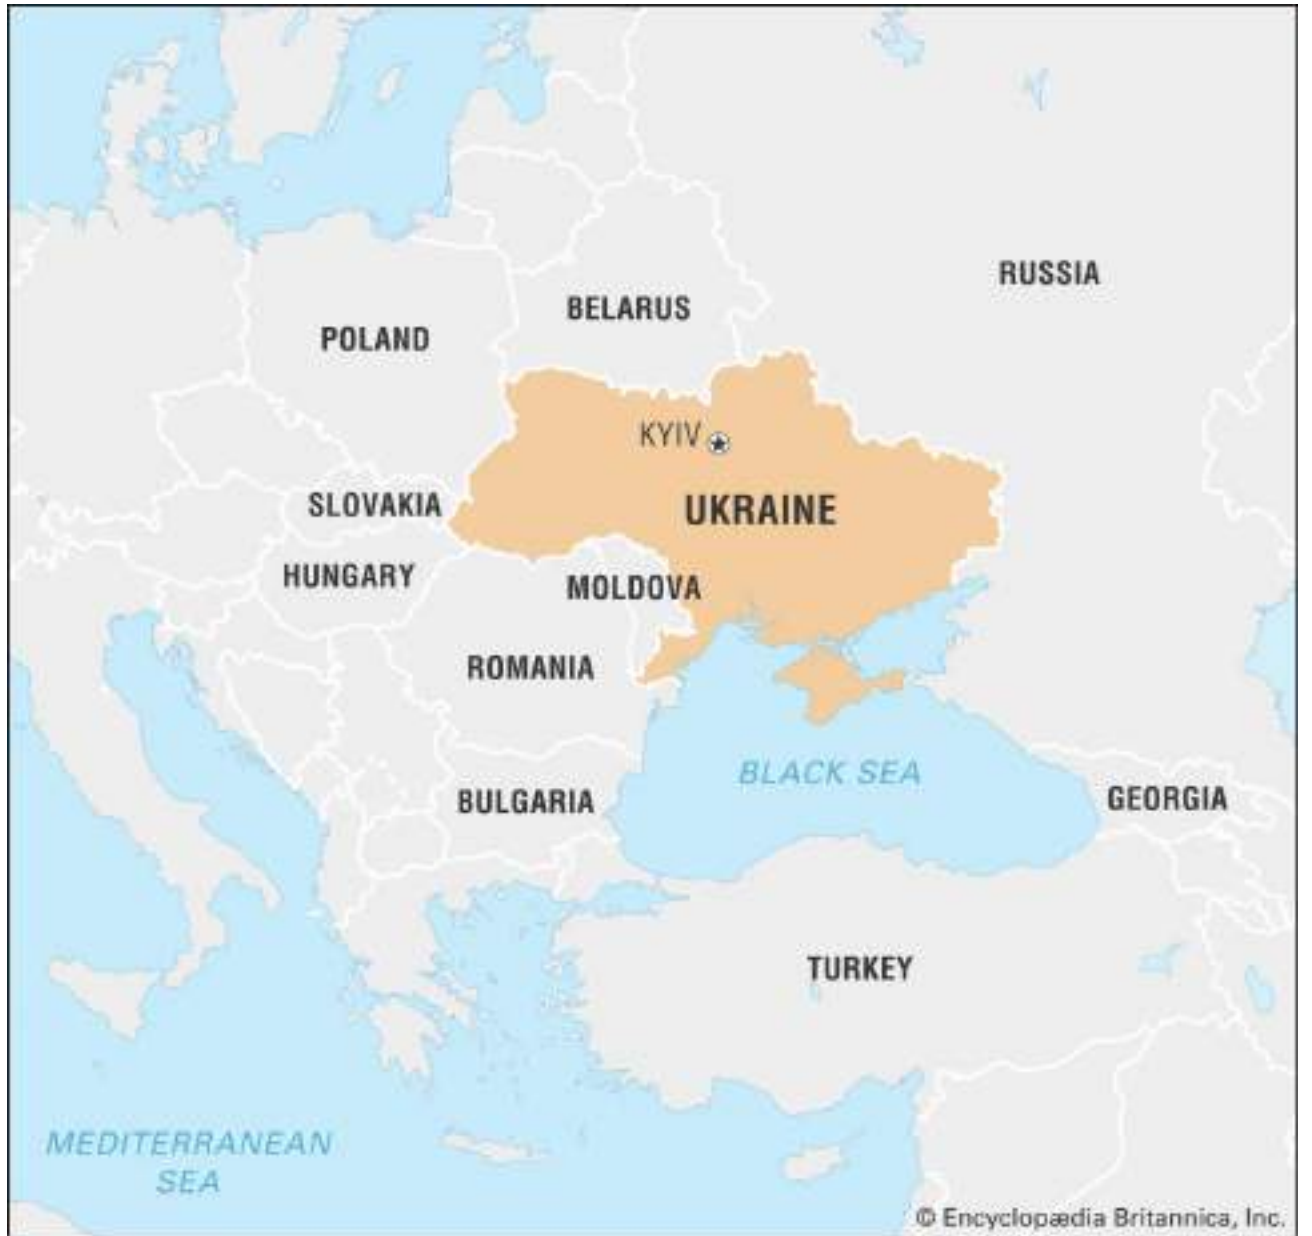 RUSSIA
BELARUS
POLAND
KYIV
UKRAINE
SLOVAKIA
HUNGARY
MOLDOVA
ROMANIA
BLACK SEA
BULGARIA
GEORGIA
TURKEY
MEDITERRANEAN
SEA
© Encyclopædia Britannica, Inc.